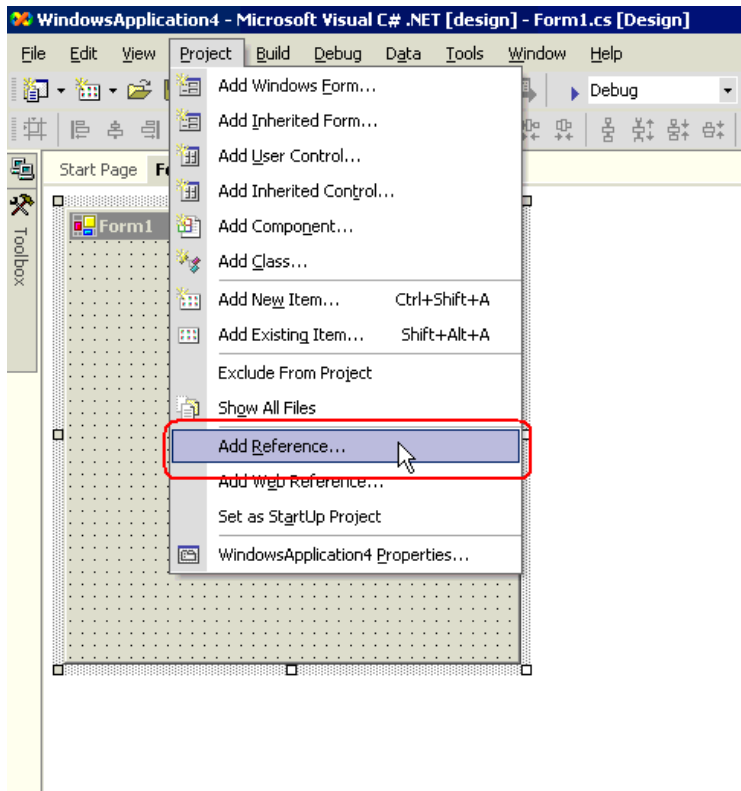 WindowsApplication4 - Microsoft Visual C# .NET [design] - Form1.cs [Design]
File Edit View Project Build Debug Data Tools Window Help
Debug
Start Page
Toolbox
Form1
Add Windows Form...
Add Inherited Form...
Add User Control...
Add Inherited Control...
Add Component...
Add Class...
Add New Item... Ctrl+Shift+A
Add Existing Item... Shift+Alt+A
Exclude From Project
Show All Files
Add Reference...
Add Web Reference...
Set as StartUp Project
WindowsApplication4 Properties...